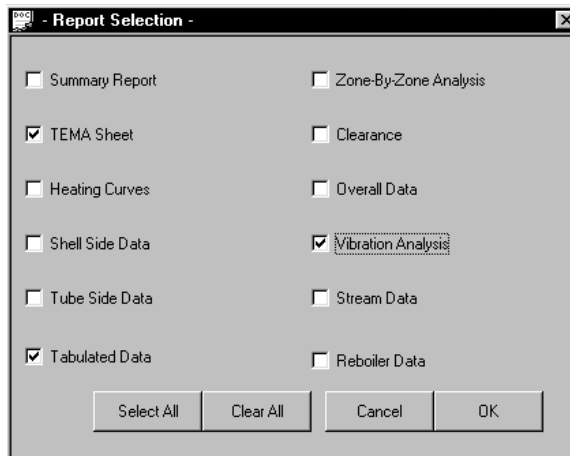 - Report Selection -
Summary Report
Zone-By-Zone Analysis
TEMA Sheet
Clearance
Heating Curves
Overall Data
Shell Side Data
Vibration Analysis
Tube Side Data
Stream Data
Tabulated Data
Reboiler Data
Select All
Clear All
Cancel
OK